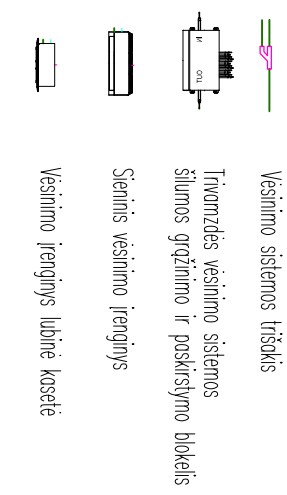 Vėsinimo sistemos trišakis
Trivamzdės vėsinimo sistemos
šilumos grąžinimo ir paskirstymo blokelis
Sieninis vėsinimo įrenginys
Vėsinimo įrenginys lubinė kasetė